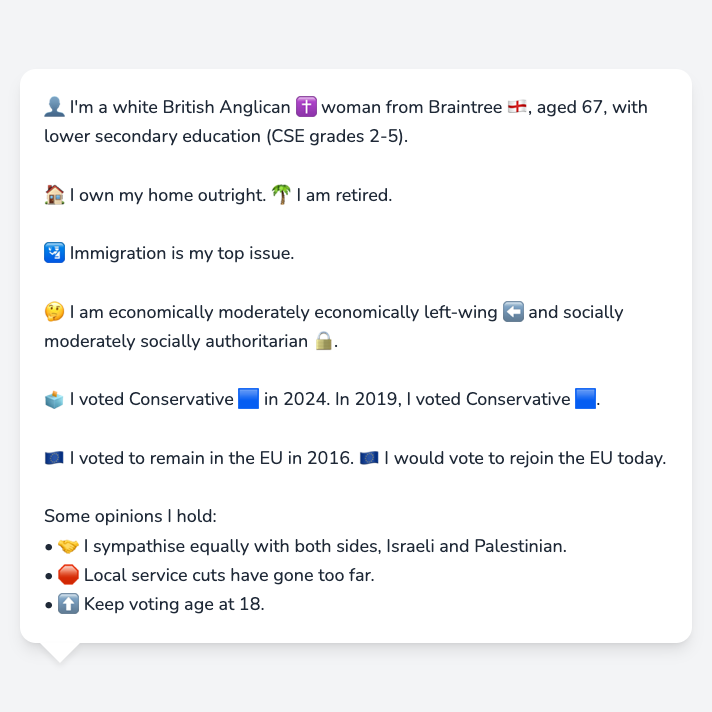 👤 I'm a white British Anglican ✝️ woman from Braintree 🏴󠁧󠁢󠁥󠁮󠁧󠁿, aged 67, with
lower secondary education (CSE grades 2-5).
🏠 I own my home outright. 🌴 I am retired.
🛂 Immigration is my top issue.
🤔 I am economically moderately economically left-wing ⬅️ and socially
moderately socially authoritarian 🔒.
🗳️ I voted Conservative 🟦 in 2024. In 2019, I voted Conservative 🟦.
🇪🇺 I voted to remain in the EU in 2016. 🇪🇺 I would vote to rejoin the EU today.
Some opinions I hold:
• 🤝 I sympathise equally with both sides, Israeli and Palestinian.
• 🛑 Local service cuts have gone too far.
• ⬆️ Keep voting age at 18.